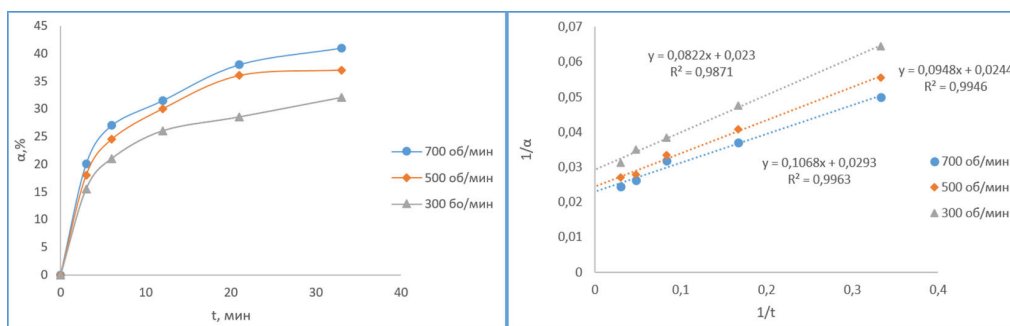 45
40
35
30
25
20
15
10
5
0
α,%
0
10
20
30
40
t, мин
700 об/мин
500 об/мин
300 бо/мин
0,07
0,06
0,05
0,04
0,03
0,02
0,01
0
1/α
0
0,1
0,2
0,3
0,4
1/t
y = 0,0822x + 0,023
R² = 0,9871
y = 0,0948x + 0,0244
R² = 0,9946
y = 0,1068x + 0,0293
R² = 0,9963
700 об/мин
500 об/мин
300 об/мин